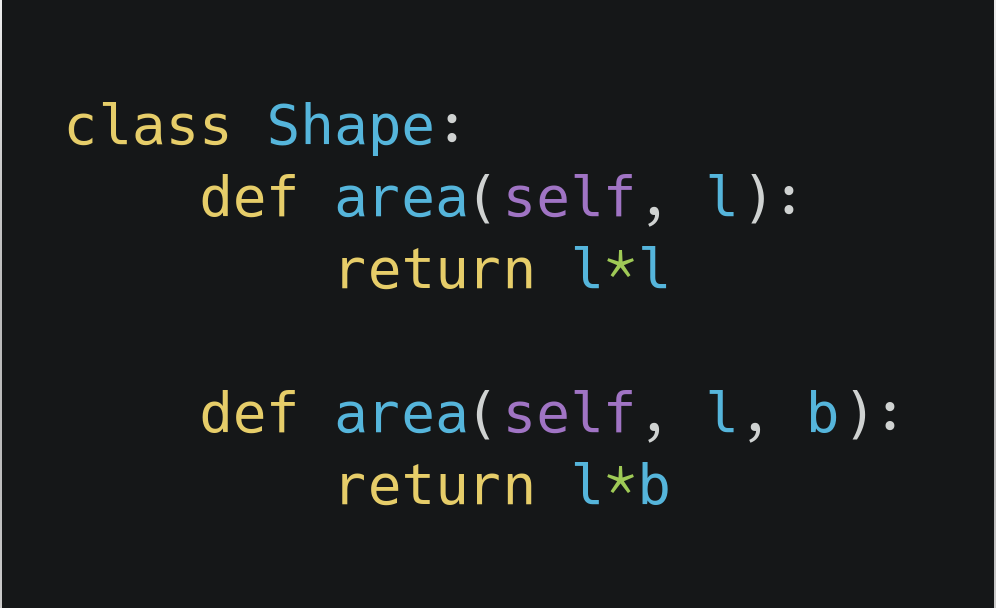 class Shape:
    def area(self, l):
        return l*l

    def area(self, l, b):
        return l*b